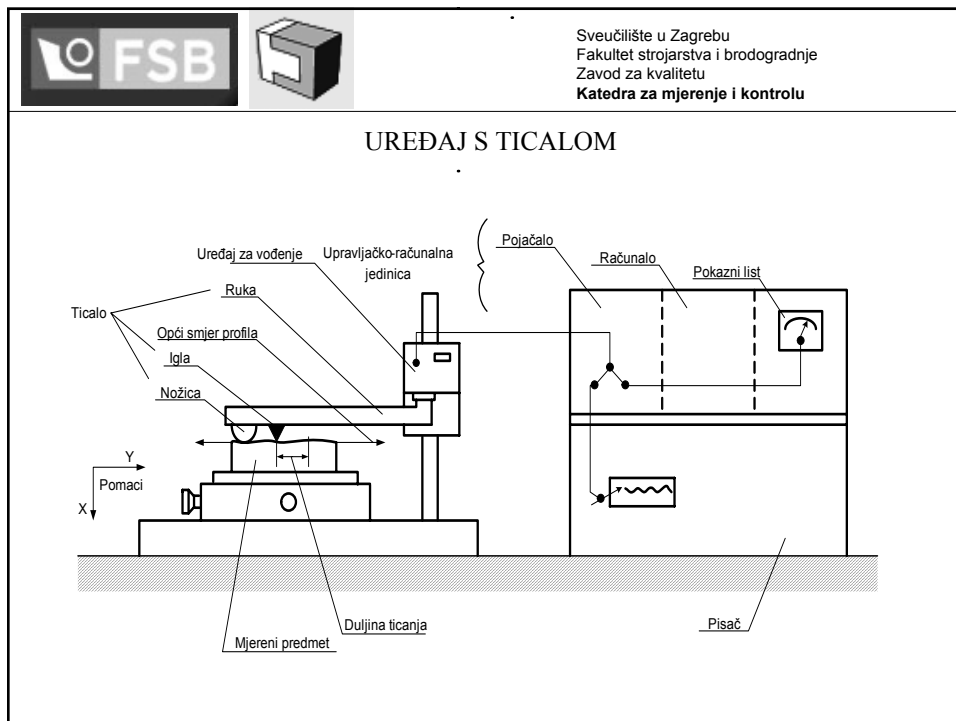 FSB
Sveučilište u Zagrebu
Fakultet strojarstva i brodogradnje
Zavod za kvalitetu
Katedra za mjerenje i kontrolu
UREĐAJ S TICALOM
Uređaj za vođenje
Upravljačko-računalna
jedinica
Pojačalo
Računalo
Pokazni list
Ruka
Ticalo
Opći smjer profila
Igla
Nožica
Y
Pomaci
X
Duljina ticanja
Mjereni predmet
Pisač